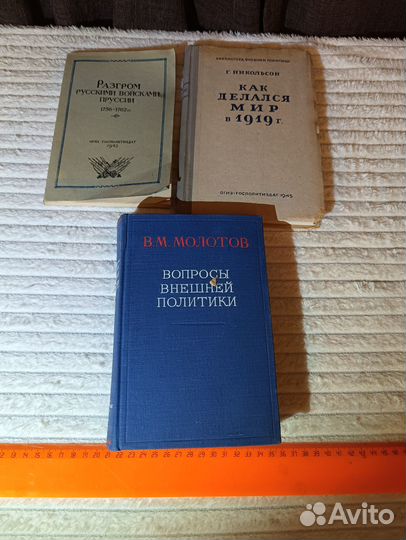 РАЗГРОМ
РУССКИМИ ВОЙСКАМИ
ПРУССИИ
1756-1762 гг.
ОГИЗ ГОСПОЛИТИЗДАТ
1943
БИБЛИОТЕКА ВНЕШНЕЙ ПОЛИТИКИ
Г. НИКОЛЬСОН
КАК
ДЕЛАЛСЯ
МИР
В 1919 г.
ОГИЗ-ГОСПОЛИТИЗДАТ-1945
В. М. МОЛОТОВ
ВОПРОСЫ
ВНЕШНЕЙ
ПОЛИТИКИ
Avito